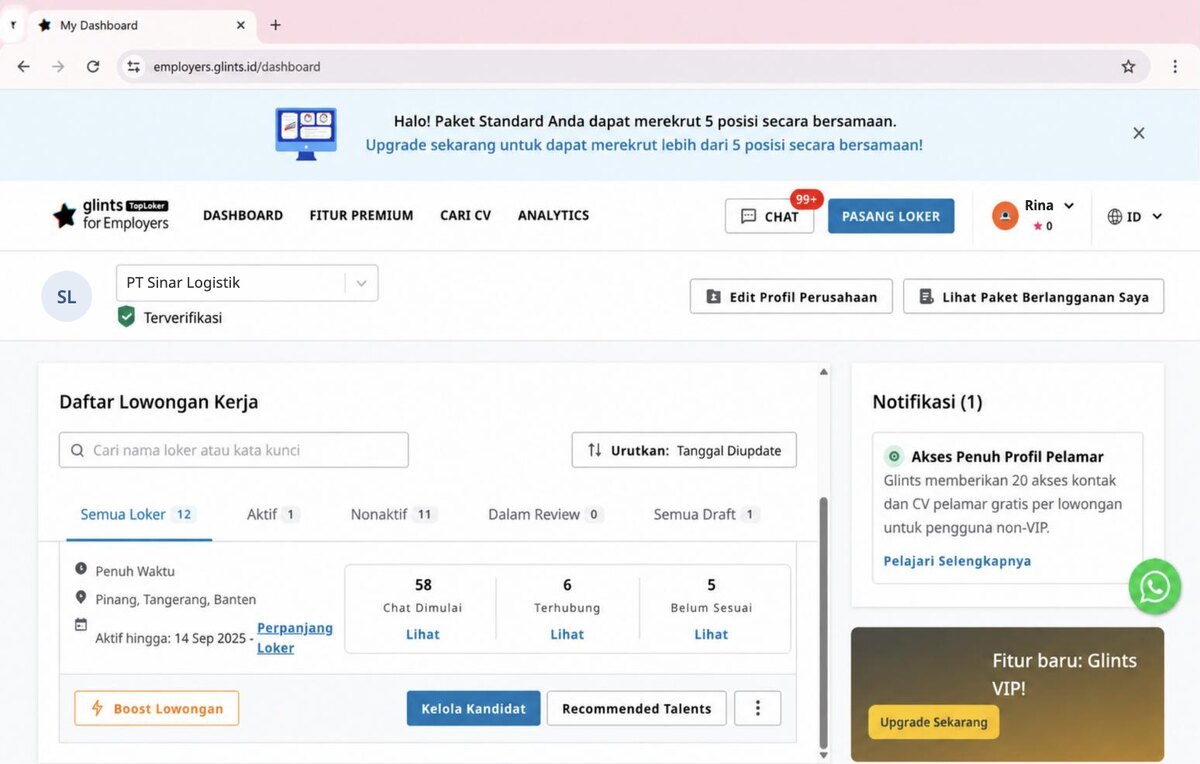 My Dashboard
employers.glints.id/dashboard
Halo! Paket Standard Anda dapat merekrut 5 posisi secara bersamaan.
Upgrade sekarang untuk dapat merekrut lebih dari 5 posisi secara bersamaan!
glints TopLoker
for Employers
DASHBOARD
FITUR PREMIUM
CARI CV
ANALYTICS
CHAT
99+
PASANG LOKER
Rina
0
ID
SL
PT Sinar Logistik
Terverifikasi
Edit Profil Perusahaan
Lihat Paket Berlangganan Saya
Daftar Lowongan Kerja
Cari nama loker atau kata kunci
Urutkan: Tanggal Diupdate
Semua Loker 12
Aktif 1
Nonaktif 11
Dalam Review 0
Semua Draft 1
Penuh Waktu
Pinang, Tangerang, Banten
Aktif hingga: 14 Sep 2025 - Perpanjang
Loker
58
Chat Dimulai
Lihat
6
Terhubung
Lihat
5
Belum Sesuai
Lihat
Boost Lowongan
Kelola Kandidat
Recommended Talents
Notifikasi (1)
Akses Penuh Profil Pelamar
Glints memberikan 20 akses kontak
dan CV pelamar gratis per lowongan
untuk pengguna non-VIP.
Pelajari Selengkapnya
Fitur baru: Glints
VIP!
Upgrade Sekarang